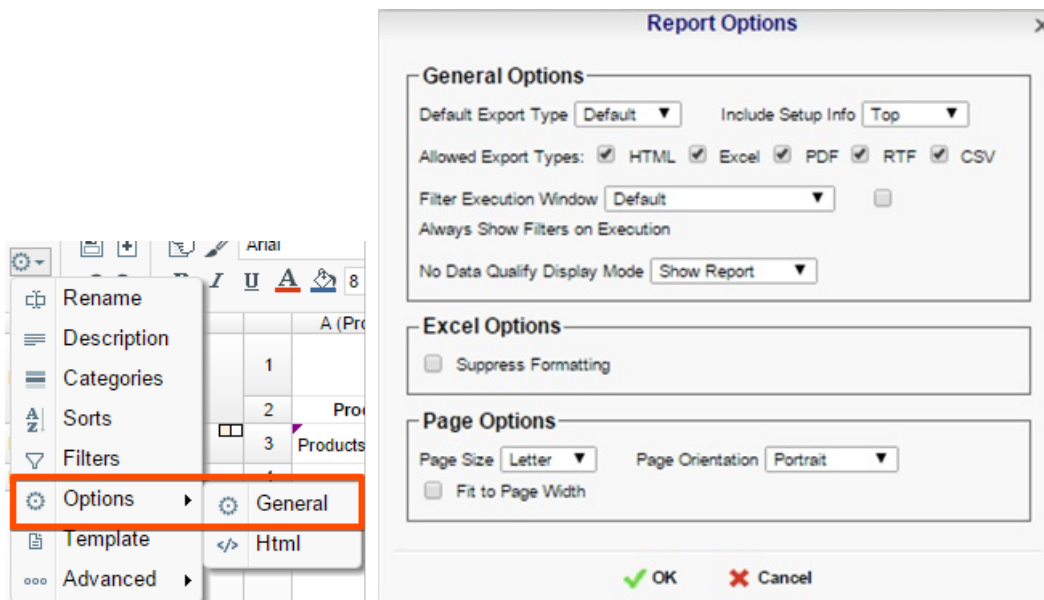 Arial
B I U A 8
Rename
Description
Categories
Sorts
Filters
Options
Template
Advanced
General
Html
A (Pro
1
2 Pro
3 Products
Report Options
General Options
Default Export Type Default Include Setup Info Top
Allowed Export Types: HTML Excel PDF RTF CSV
Filter Execution Window Default
Always Show Filters on Execution
No Data Qualify Display Mode Show Report
Excel Options
Suppress Formatting
Page Options
Page Size Letter Page Orientation Portrait
Fit to Page Width
OK Cancel